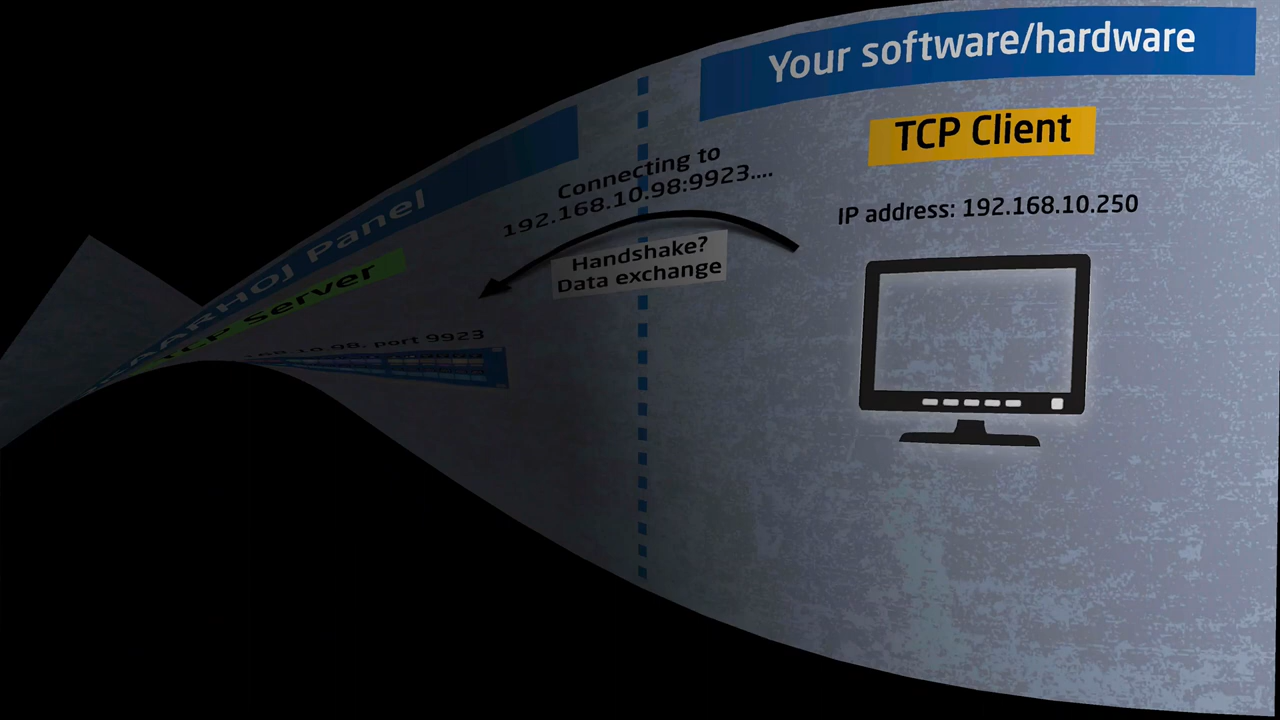 Your software/hardware
TCP Client
IP address: 192.168.10.250
Connecting to
192.168.10.98:9923....
Handshake?
Data exchange
Panel
TCP Server
port 9923